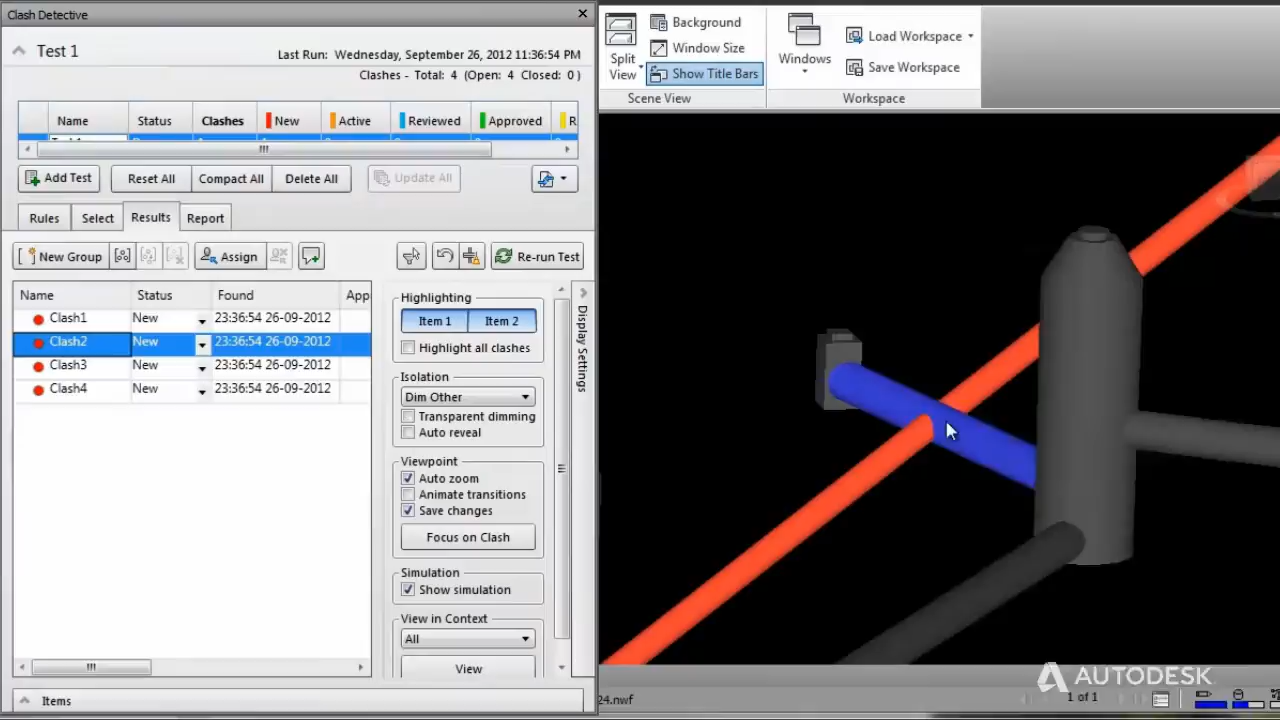 Clash Detective
Test 1
Last Run: Wednesday, September 26, 2012 11:36:54 PM
Clashes - Total: 4 (Open: 4 Closed: 0)
Name Status Clashes New Active Reviewed Approved R
Add Test Reset All Compact All Delete All Update All
Rules Select Results Report
New Group Assign Re-run Test
Name Status Found App
Clash1 New 23:36:54 26-09-2012
Clash2 New 23:36:54 26-09-2012
Clash3 New 23:36:54 26-09-2012
Clash4 New 23:36:54 26-09-2012
Highlighting
Item 1 Item 2
Highlight all clashes
Isolation
Dim Other
Transparent dimming
Auto reveal
Viewpoint
Auto zoom
Animate transitions
Save changes
Focus on Clash
Simulation
Show simulation
View in Context
All
View
Display Settings
Items
Split View
Background
Window Size
Show Title Bars
Scene View
Windows
Load Workspace
Save Workspace
Workspace
AUTODESK
24.nwf
1 of 1